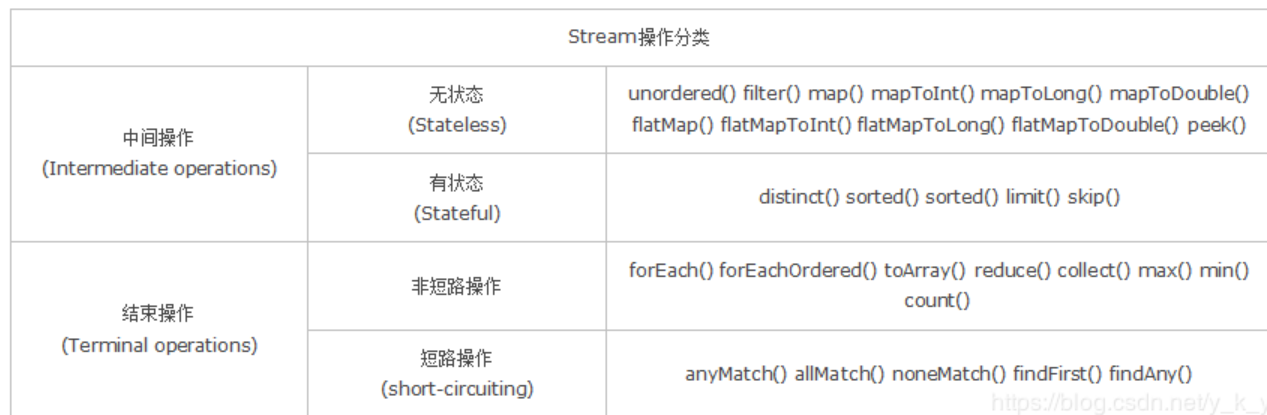 Stream操作分类
中间操作
(Intermediate operations)
无状态
(Stateless)
unordered() filter() map() mapToInt() mapToLong() mapToDouble()
flatMap() flatMapToInt() flatMapToLong() flatMapToDouble() peek()
有状态
(Stateful)
distinct() sorted() sorted() limit() skip()
结束操作
(Terminal operations)
非短路操作
forEach() forEachOrdered() toArray() reduce() collect() max() min()
count()
短路操作
(short-circuiting)
anyMatch() allMatch() noneMatch() findFirst() findAny()
https://blog.csdn.net/y_k_y